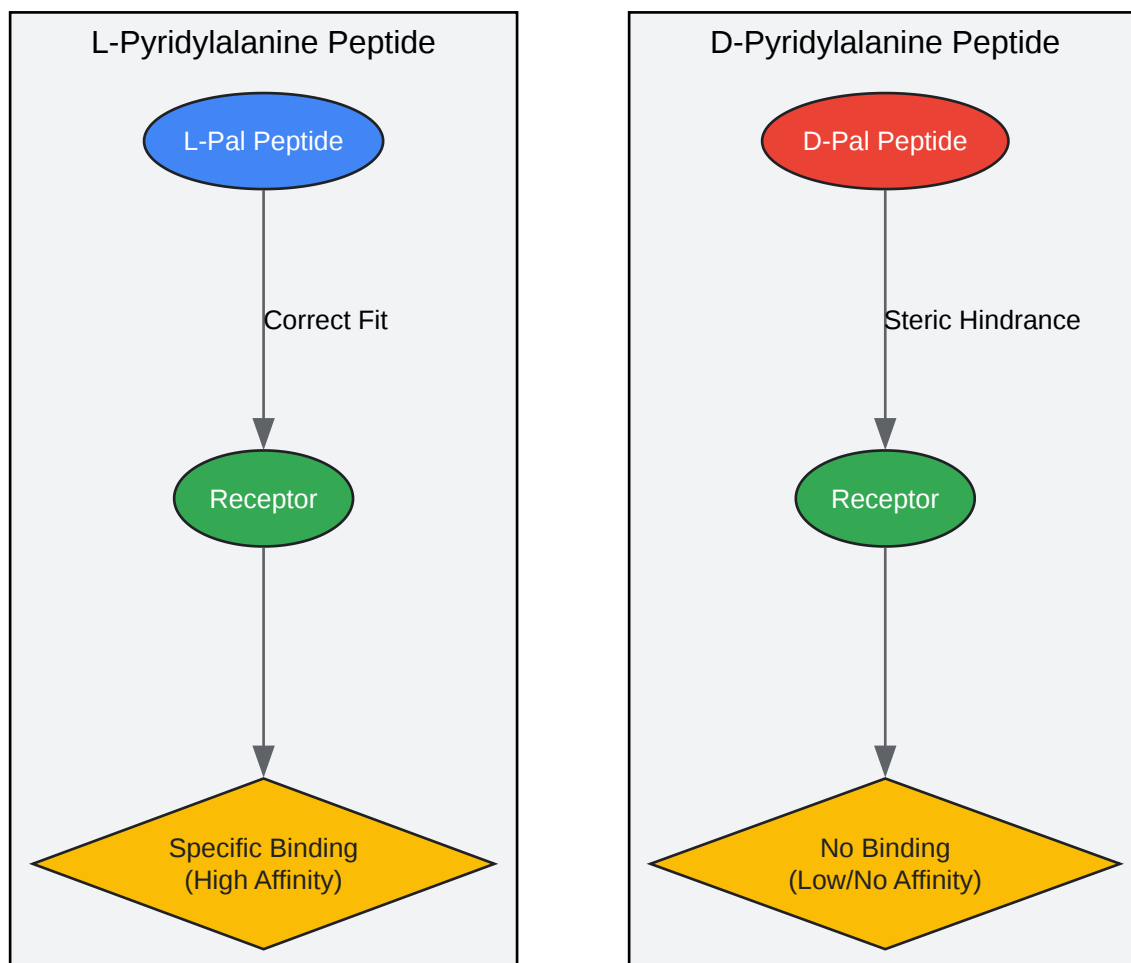 L-Pyridylalanine Peptide
L-Pal Peptide
Correct Fit
Receptor
Specific Binding
(High Affinity)
D-Pyridylalanine Peptide
D-Pal Peptide
Steric Hindrance
Receptor
No Binding
(Low/No Affinity)